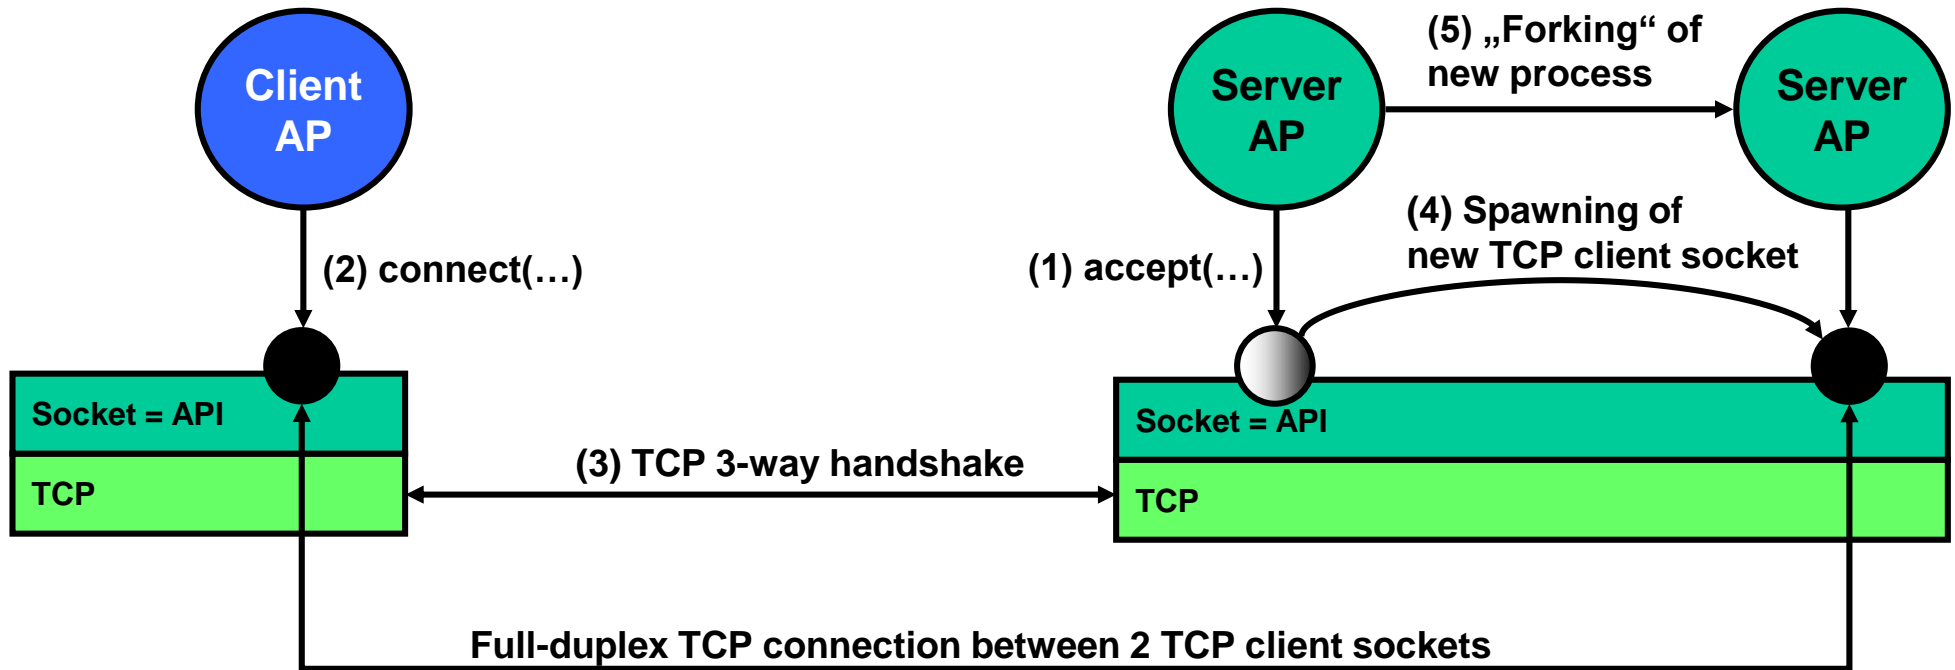 Client
AP
Server
AP
(5) „Forking“ of
new process
Server
AP
(2) connect(…)
(1) accept(…)
(4) Spawning of
new TCP client socket
Socket = API
TCP
(3) TCP 3-way handshake
Socket = API
TCP
Full-duplex TCP connection between 2 TCP client sockets